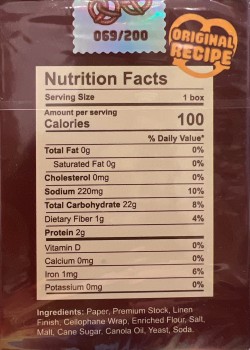 069/200
ORIGINAL
RECIPE
Nutrition Facts
Serving Size 1 box
Amount per serving
Calories 100
% Daily Value*
Total Fat 0g 0%
Saturated Fat 0g 0%
Cholesterol 0mg 0%
Sodium 220mg 10%
Total Carbohydrate 22g 8%
Dietary Fiber 1g 4%
Protein 2g
Vitamin D 0%
Calcium 0mg 0%
Iron 1mg 6%
Potassium 0mg 0%
Ingredients: Paper, Premium Stock, Linen
Finish, Cellophane Wrap, Enriched Flour, Salt,
Malt, Cane Sugar, Canola Oil, Yeast, Soda.